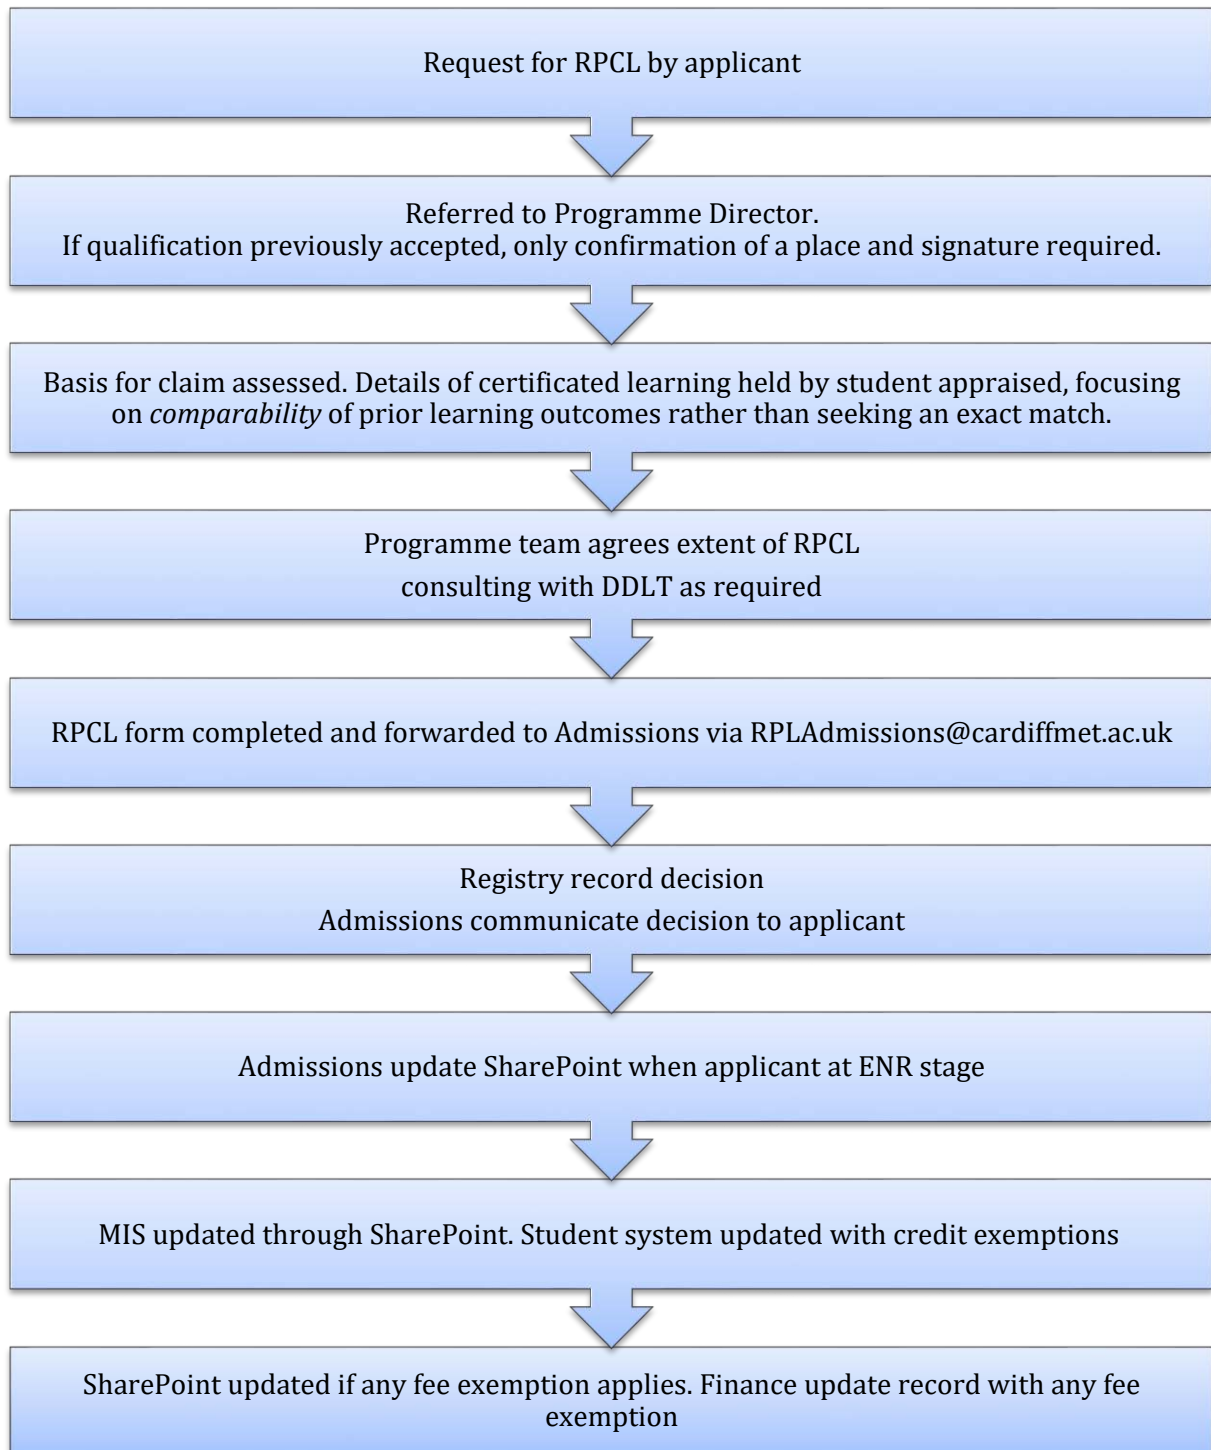 Request for RPCL by applicant
Referred to Programme Director.
If qualification previously accepted, only confirmation of a place and signature required.
Basis for claim assessed. Details of certificated learning held by student appraised, focusing
on comparability of prior learning outcomes rather than seeking an exact match.
Programme team agrees extent of RPCL
consulting with DDLT as required
RPCL form completed and forwarded to Admissions via RPLAdmissions@cardiffmet.ac.uk
Registry record decision
Admissions communicate decision to applicant
Admissions update SharePoint when applicant at ENR stage
MIS updated through SharePoint. Student system updated with credit exemptions
SharePoint updated if any fee exemption applies. Finance update record with any fee
exemption